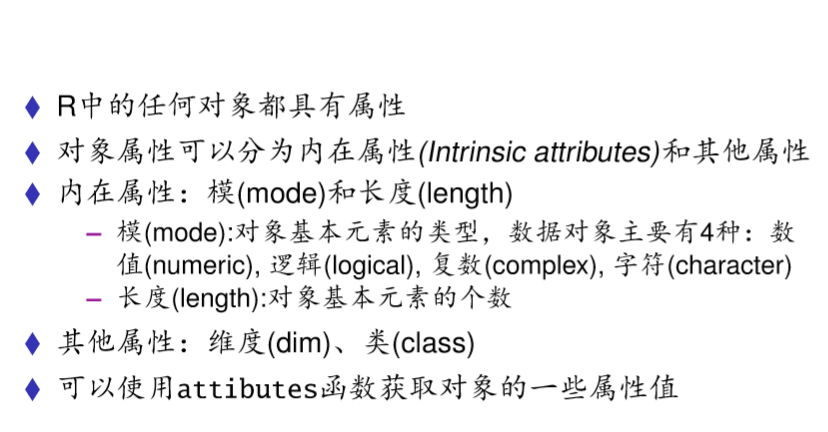 R中的任何对象都具有属性
对象属性可以分为内在属性(Intrinsic attributes)和其他属性
内在属性：模(mode)和长度(length)
– 模(mode):对象基本元素的类型，数据对象主要有4种：数
值(numeric), 逻辑(logical), 复数(complex), 字符(character)
– 长度(length):对象基本元素的个数
其他属性：维度(dim)、类(class)
可以使用attibutes函数获取对象的一些属性值